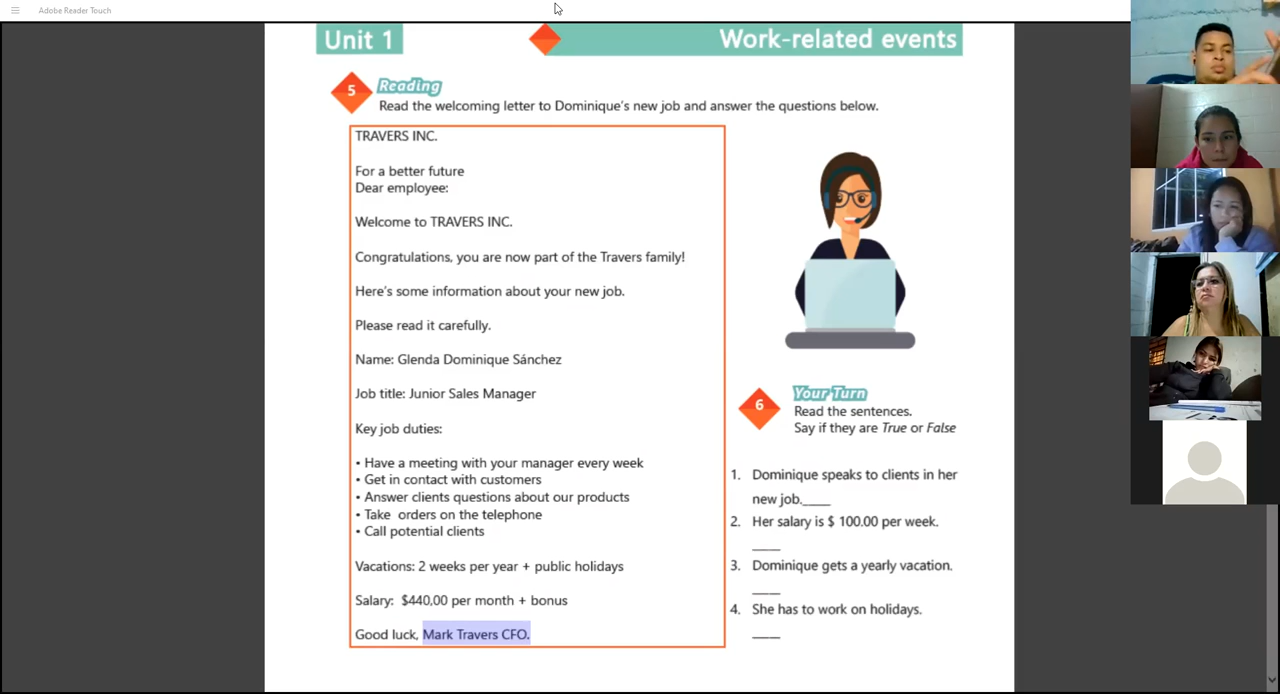 Adobe Reader Touch
Unit 1
Work-related events
5
Reading
Read the welcoming letter to Dominique's new job and answer the questions below.
TRAVERS INC.
For a better future
Dear employee:
Welcome to TRAVERS INC.
Congratulations, you are now part of the Travers family!
Here's some information about your new job.
Please read it carefully.
Name: Glenda Dominique Sánchez
Job title: Junior Sales Manager
Key job duties:
• Have a meeting with your manager every week
• Get in contact with customers
• Answer clients questions about our products
• Take orders on the telephone
• Call potential clients
Vacations: 2 weeks per year + public holidays
Salary: $440,00 per month + bonus
Good luck, Mark Travers CFO.
6
Your Turn
Read the sentences.
Say if they are True or False
1. Dominique speaks to clients in her
new job.____
2. Her salary is $ 100.00 per week.
____
3. Dominique gets a yearly vacation.
____
4. She has to work on holidays.
____